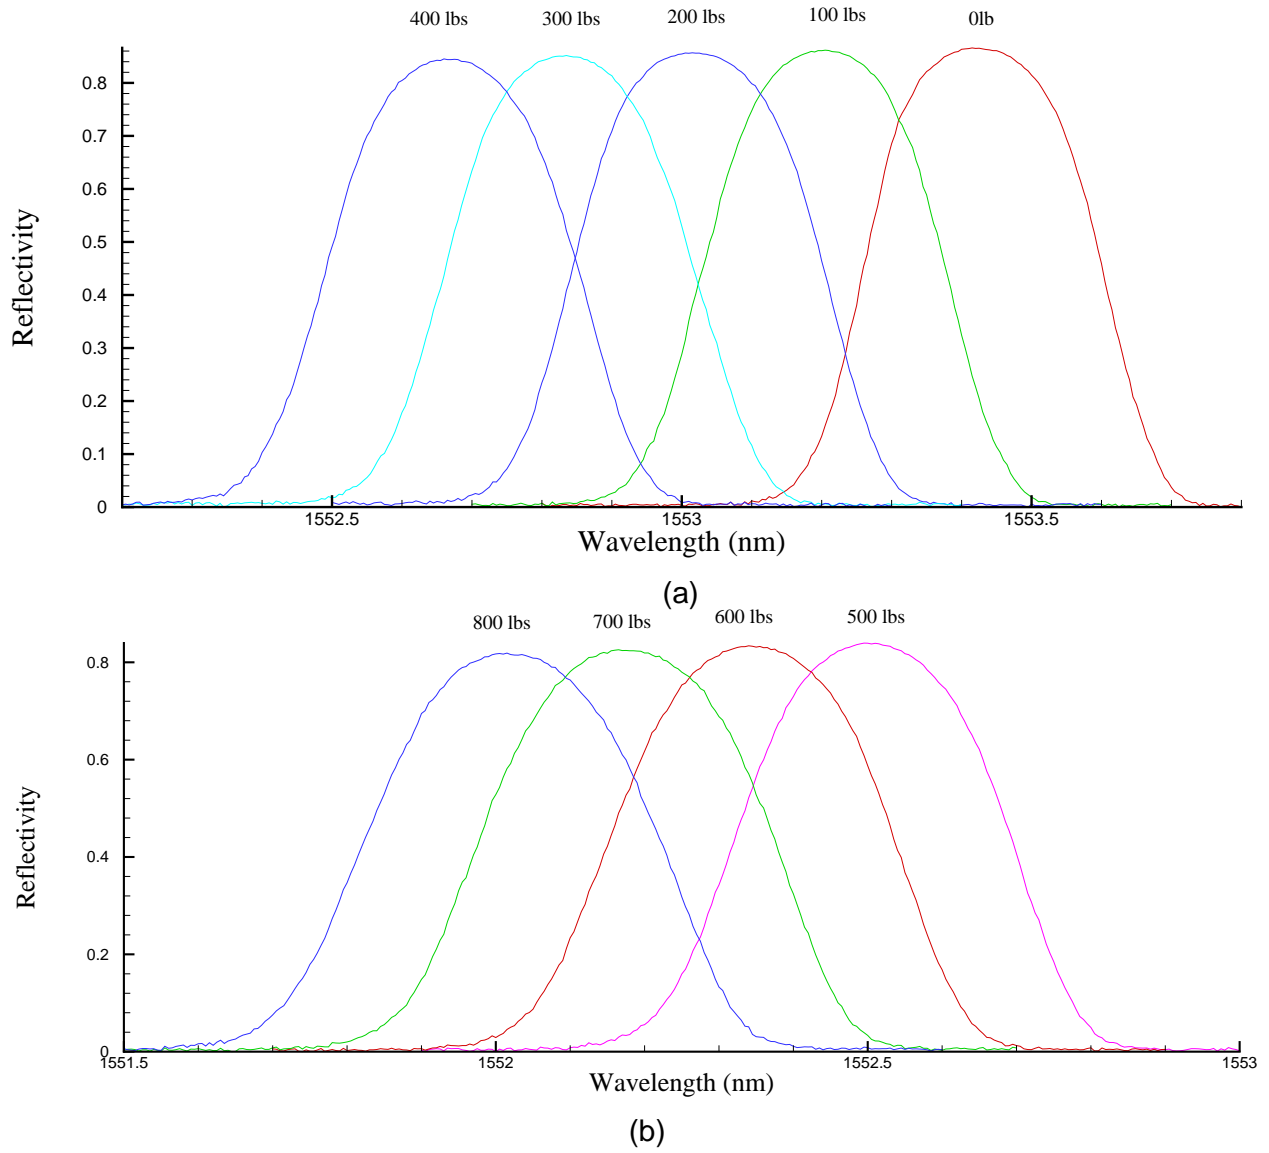 400 lbs 300 lbs 200 lbs 100 lbs 0lb
0.8
0.7
0.6
0.5
0.4
0.3
0.2
0.1
0
Reflectivity
1552.5 1553 1553.5
Wavelength (nm)
(a)
800 lbs 700 lbs 600 lbs 500 lbs
0.8
0.6
0.4
0.2
0
Reflectivity
1551.5 1552 1552.5 1553
Wavelength (nm)
(b)